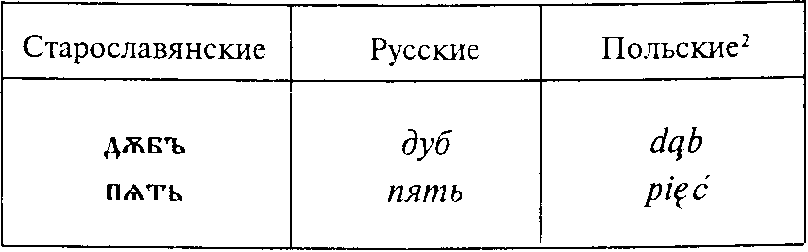 Старославянские Русские Польские²
дѫбъ дуб dąb
пѧть пять pięć